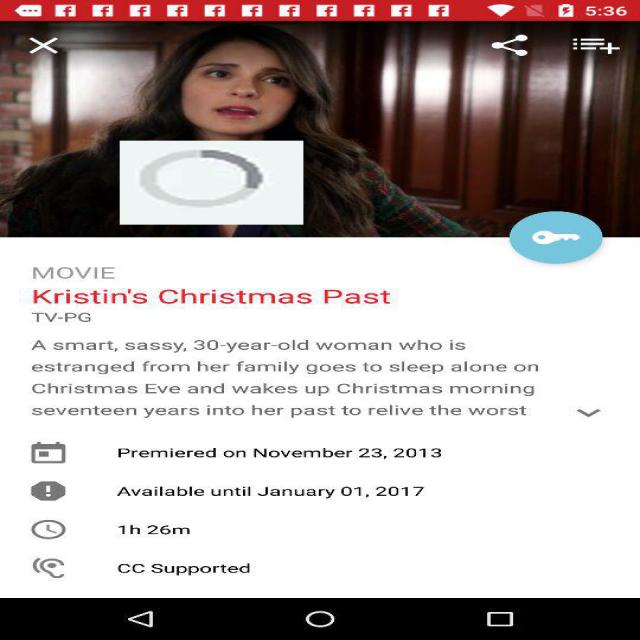 5:36
MOVIE
Kristin's Christmas Past
TV-PG
A smart, sassy, 30-year-old woman who is
estranged from her family goes to sleep alone on
Christmas Eve and wakes up Christmas morning
seventeen years into her past to relive the worst
Premiered on November 23, 2013
Available until January 01, 2017
1h 26m
CC Supported